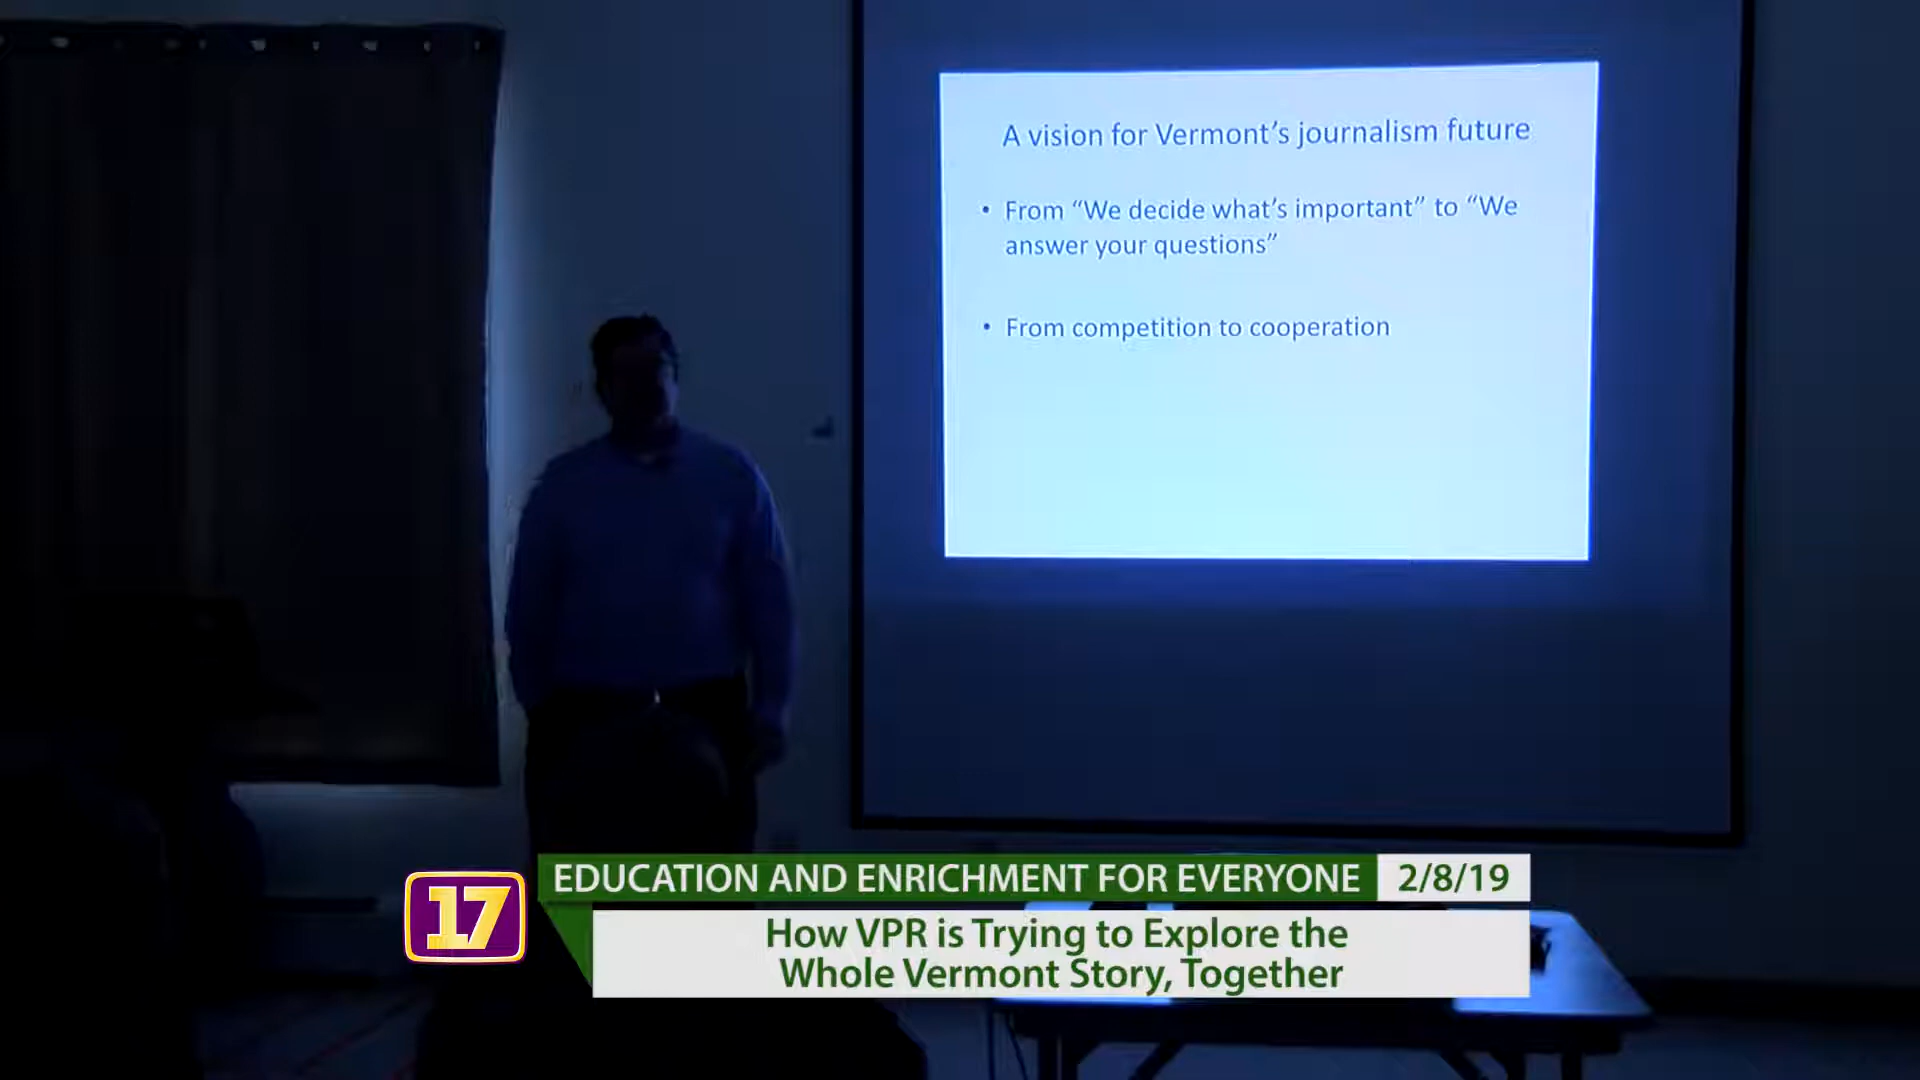 A vision for Vermont’s journalism future
• From “We decide what’s important” to “We
answer your questions”
• From competition to cooperation
17
EDUCATION AND ENRICHMENT FOR EVERYONE 2/8/19
How VPR is Trying to Explore the
Whole Vermont Story, Together